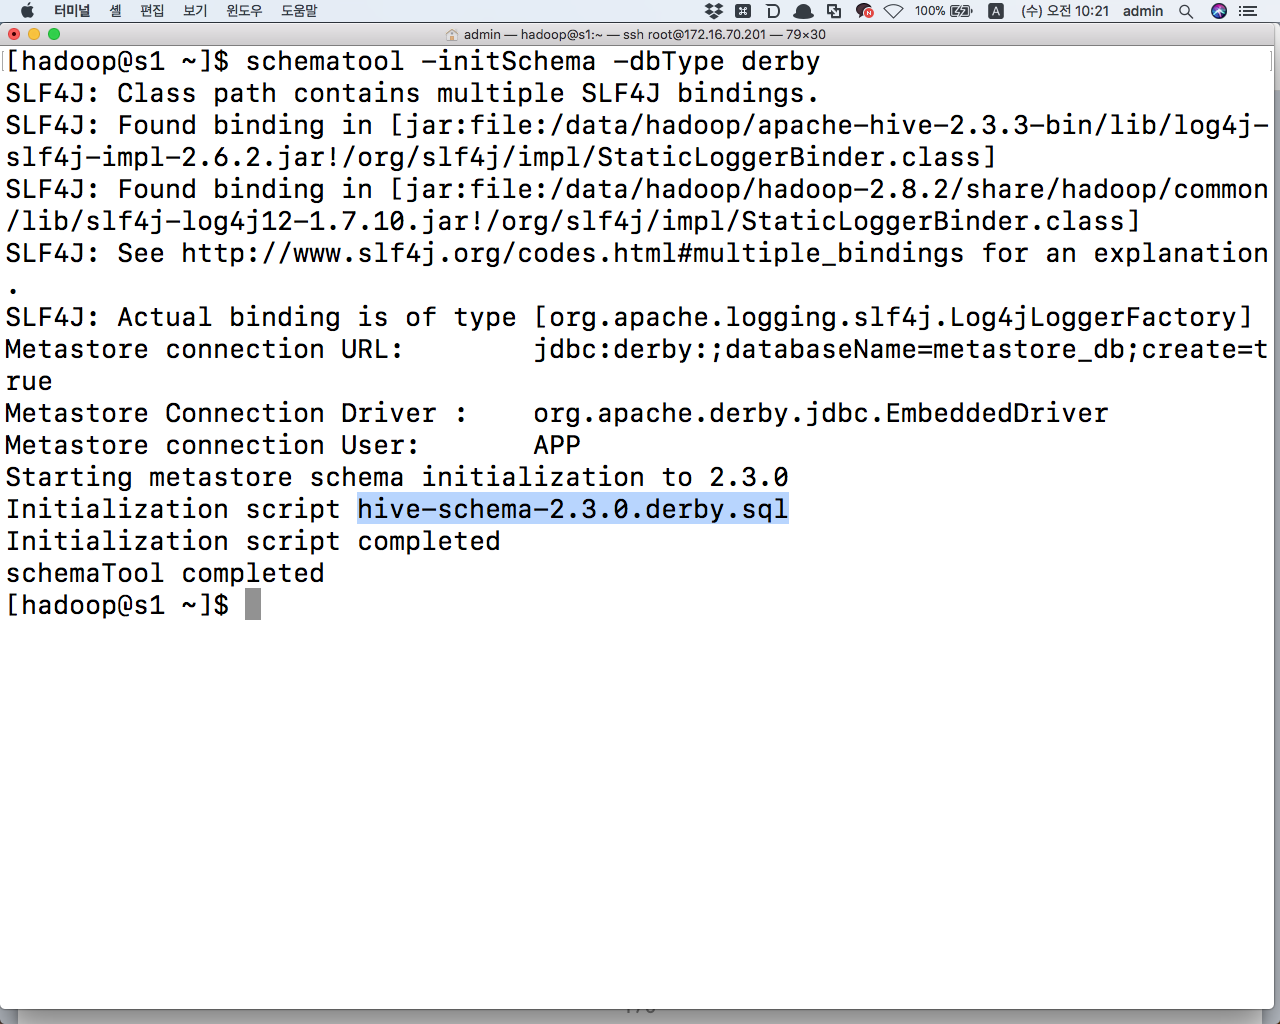 터미널 셸 편집 보기 윈도우 도움말 100% A (수) 오전 10:21 admin
admin — hadoop@s1:~ — ssh root@172.16.70.201 — 79×30
[hadoop@s1 ~]$ schematool -initSchema -dbType derby
SLF4J: Class path contains multiple SLF4J bindings.
SLF4J: Found binding in [jar:file:/data/hadoop/apache-hive-2.3.3-bin/lib/log4j-
slf4j-impl-2.6.2.jar!/org/slf4j/impl/StaticLoggerBinder.class]
SLF4J: Found binding in [jar:file:/data/hadoop/hadoop-2.8.2/share/hadoop/common
/lib/slf4j-log4j12-1.7.10.jar!/org/slf4j/impl/StaticLoggerBinder.class]
SLF4J: See http://www.slf4j.org/codes.html#multiple_bindings for an explanation
.
SLF4J: Actual binding is of type [org.apache.logging.slf4j.Log4jLoggerFactory]
Metastore connection URL: jdbc:derby:;databaseName=metastore_db;create=t
rue
Metastore Connection Driver : org.apache.derby.jdbc.EmbeddedDriver
Metastore connection User: APP
Starting metastore schema initialization to 2.3.0
Initialization script hive-schema-2.3.0.derby.sql
Initialization script completed
schemaTool completed
[hadoop@s1 ~]$